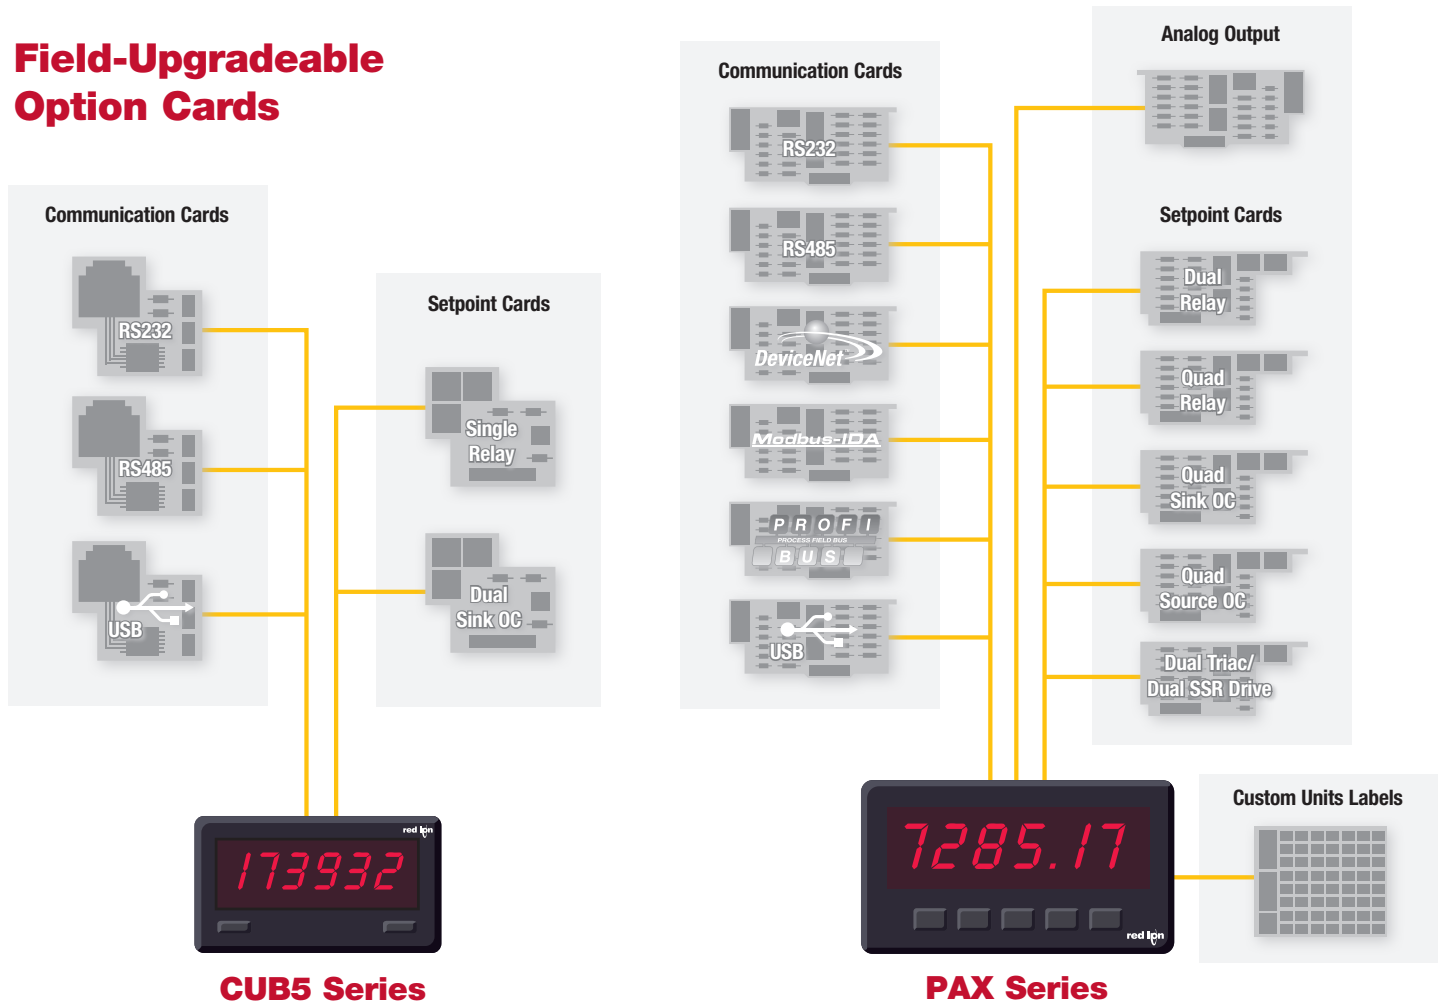 Field-Upgradeable
Option Cards
Communication Cards
RS232
RS485
USB
Setpoint Cards
Single
Relay
Dual
Sink OC
red lion
173932
CUB5 Series
Communication Cards
RS232
RS485
DeviceNet
Modbus-IDA
PROFI
PROCESS FIELD BUS
BUS
USB
Analog Output
Setpoint Cards
Dual
Relay
Quad
Relay
Quad
Sink OC
Quad
Source OC
Dual Triac/
Dual SSR Drive
7285.17
red lion
PAX Series
Custom Units Labels